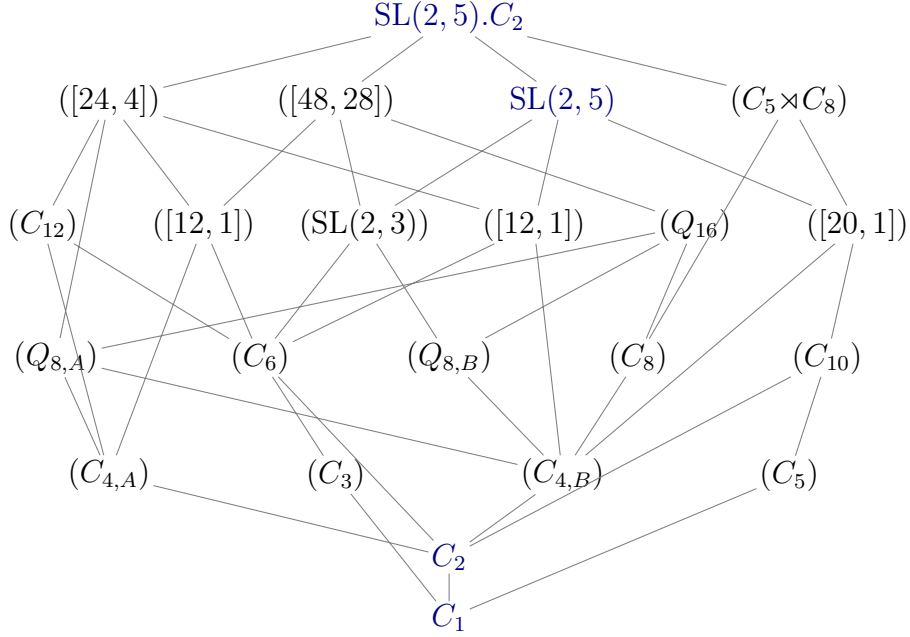 SL(2, 5).C₂
([24, 4]) ([48, 28]) SL(2, 5) (C₅⋊C₈)
(C₁₂) ([12, 1]) (SL(2, 3)) ([12, 1]) (Q₁₆) ([20, 1])
(Q₈,A) (C₆) (Q₈,B) (C₈) (C₁₀)
(C₄,A) (C₃) (C₄,B) (C₅)
C₂
C₁